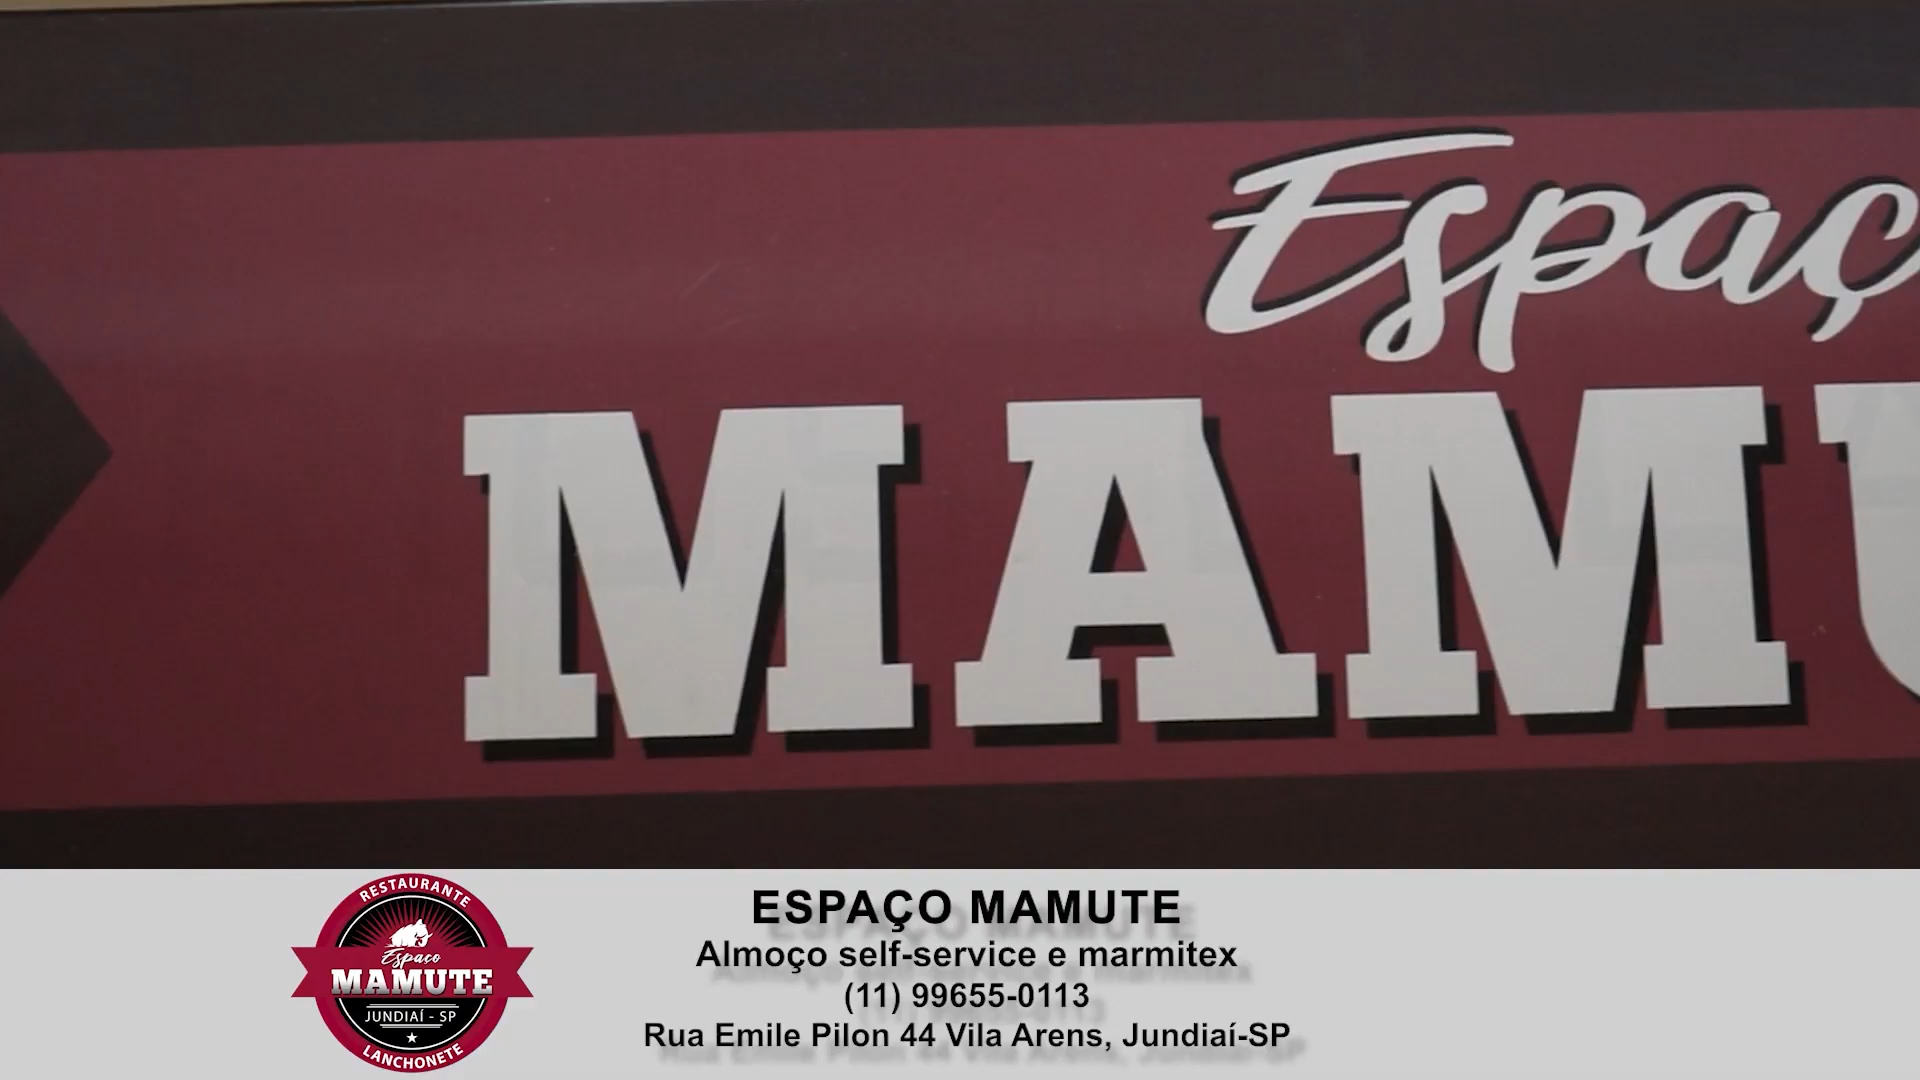 Espaç
MAMU
RESTAURANTE
Espaço
MAMUTE
JUNDIAÍ - SP
LANCHONETE
ESPAÇO MAMUTE
Almoço self-service e marmitex
(11) 99655-0113
Rua Emile Pilon 44 Vila Arens, Jundiaí-SP